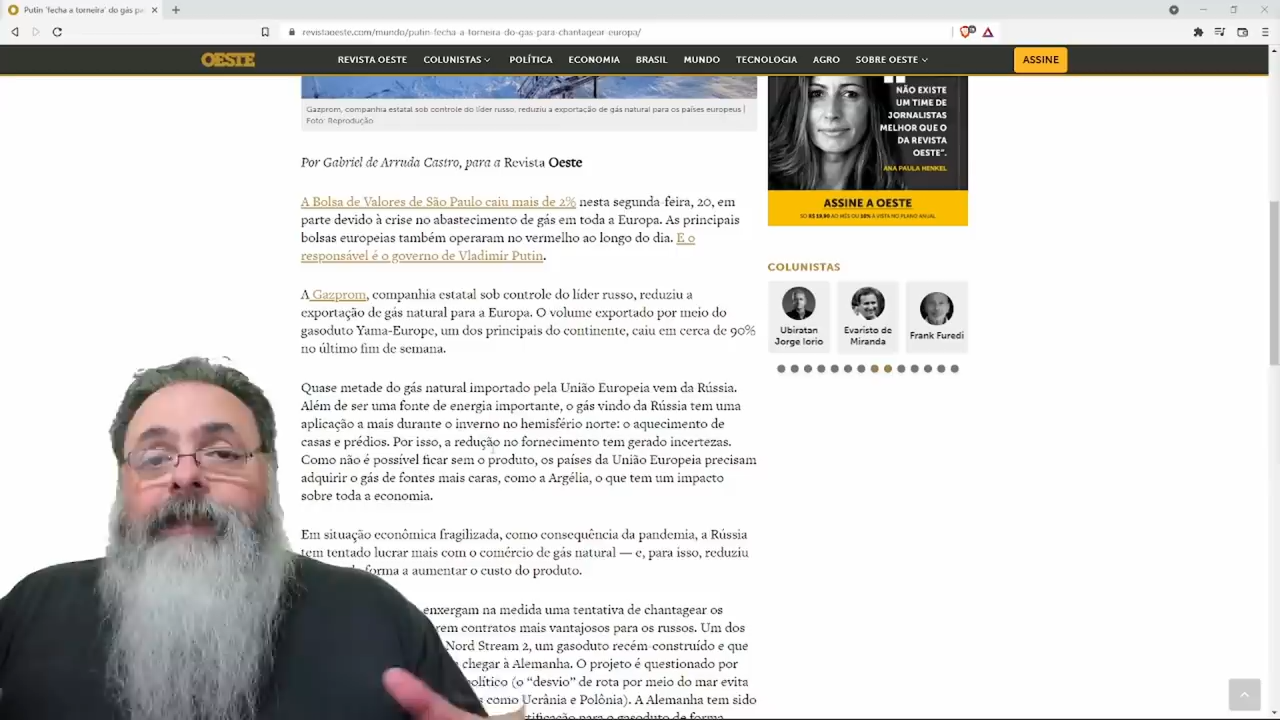 Putin 'fecha a torneira' do gás pa
revistaoeste.com/mundo/putin-fecha-a-torneira-do-gas-para-chantagear-europa/
OESTE
REVISTA OESTE
COLUNISTAS
POLÍTICA
ECONOMIA
BRASIL
MUNDO
TECNOLOGIA
AGRO
SOBRE OESTE
ASSINE
Gazprom, companhia estatal sob controle do líder russo, reduziu a exportação de gás natural para os países europeus |
Foto: Reprodução
Por Gabriel de Arruda Castro, para a Revista Oeste
A Bolsa de Valores de São Paulo caiu mais de 2% nesta segunda-feira, 20, em
parte devido à crise no abastecimento de gás em toda a Europa. As principais
bolsas europeias também operaram no vermelho ao longo do dia. E o
responsável é o governo de Vladimir Putin.
A Gazprom, companhia estatal sob controle do líder russo, reduziu a
exportação de gás natural para a Europa. O volume exportado por meio do
gasoduto Yama-Europe, um dos principais do continente, caiu em cerca de 90%
no último fim de semana.
Quase metade do gás natural importado pela União Europeia vem da Rússia.
Além de ser uma fonte de energia importante, o gás vindo da Rússia tem uma
aplicação a mais durante o inverno no hemisfério norte: o aquecimento de
casas e prédios. Por isso, a redução no fornecimento tem gerado incertezas.
Como não é possível ficar sem o produto, os países da União Europeia precisam
adquirir o gás de fontes mais caras, como a Argélia, o que tem um impacto
sobre toda a economia.
Em situação econômica fragilizada, como consequência da pandemia, a Rússia
tem tentado lucrar mais com o comércio de gás natural — e, para isso, reduziu
forma a aumentar o custo do produto.
enxergam na medida uma tentativa de chantagear os
rem contratos mais vantajosos para os russos. Um dos
Nord Stream 2, um gasoduto recém-construído e que
chegar à Alemanha. O projeto é questionado por
olítico (o “desvio” de rota por meio do mar evita
s como Ucrânia e Polônia). A Alemanha tem sido
tificação para o gasoduto de forma
NÃO EXISTE
UM TIME DE
JORNALISTAS
MELHOR QUE O
DA REVISTA
OESTE”.
ANA PAULA HENKEL
ASSINE A OESTE
SÓ R$ 19,90 AO MÊS OU 10% À VISTA NO PLANO ANUAL
COLUNISTAS
Ubiratan
Jorge Iorio
Evaristo de
Miranda
Frank Furedi